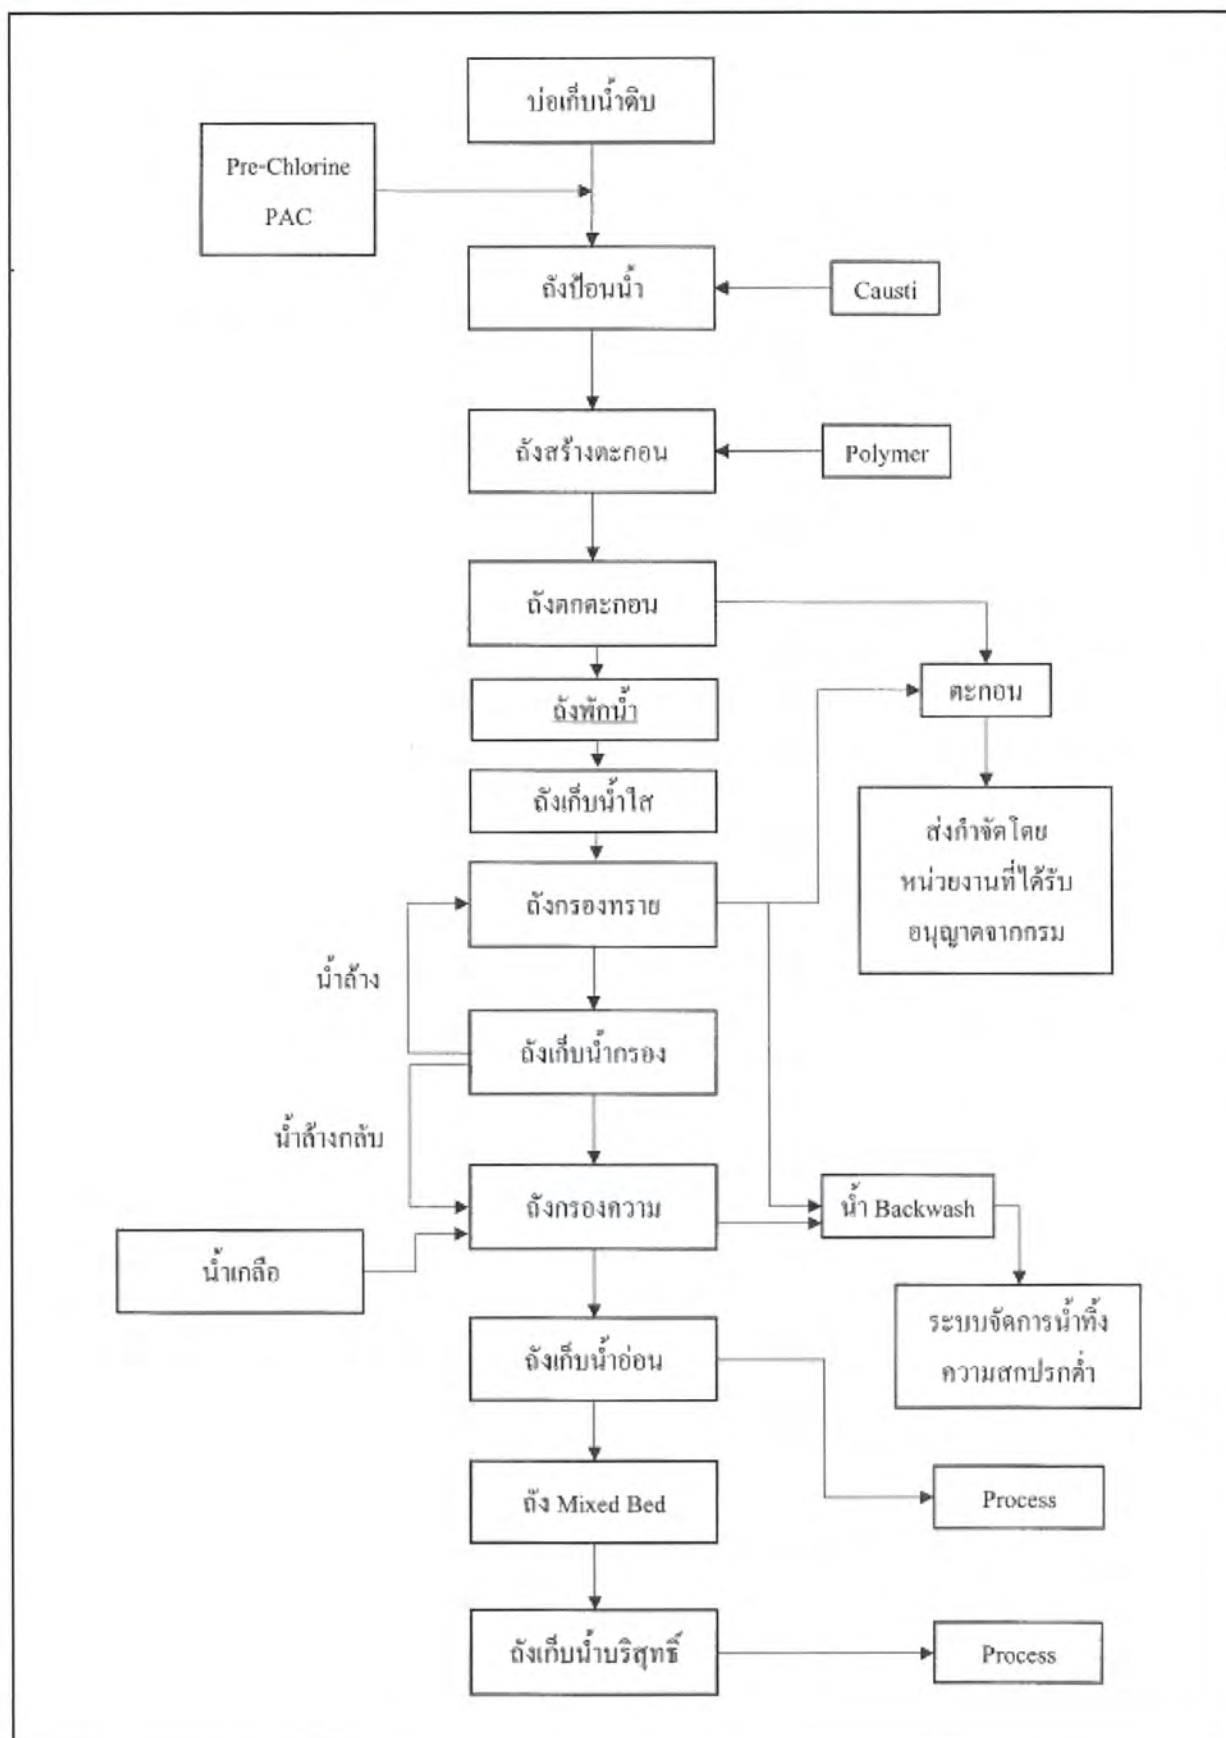 บ่อเก็บน้ำดิบ
Pre-Chlorine
PAC
ถังป้อนน้ำ
Causti
ถังสร้างตะกอน
Polymer
ถังตกตะกอน
ตะกอน
ถังพักน้ำ
ถังเก็บน้ำใส
ส่งกำจัดโดย
หน่วยงานที่ได้รับ
อนุญาตจากกรม
ถังกรองทราย
น้ำล้าง
ถังเก็บน้ำกรอง
น้ำล้างกลับ
ถังกรองความ
น้ำ Backwash
น้ำเกลือ
ระบบจัดการน้ำทิ้ง
ความสกปรกต่ำ
ถังเก็บน้ำอ่อน
ถัง Mixed Bed
Process
ถังเก็บน้ำบริสุทธิ์
Process